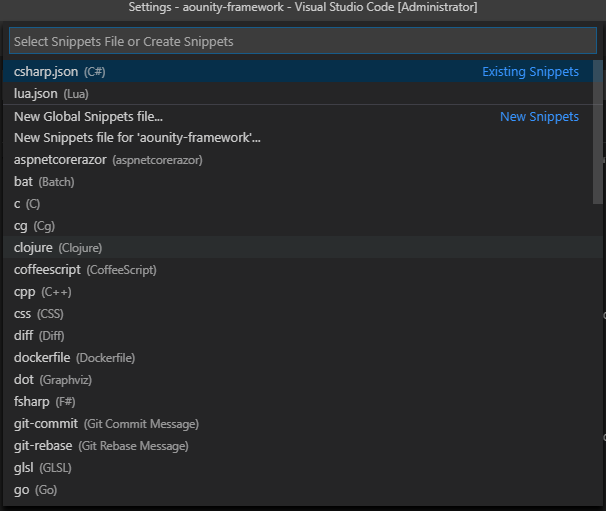 Settings - aounity-framework - Visual Studio Code [Administrator]
Select Snippets File or Create Snippets
csharp.json (C#) Existing Snippets
lua.json (Lua)
New Global Snippets file... New Snippets
New Snippets file for 'aounity-framework'...
aspnetcorerazor (aspnetcorerazor)
bat (Batch)
c (C)
cg (Cg)
clojure (Clojure)
coffeescript (CoffeeScript)
cpp (C++)
css (CSS)
diff (Diff)
dockerfile (Dockerfile)
dot (Graphviz)
fsharp (F#)
git-commit (Git Commit Message)
git-rebase (Git Rebase Message)
glsl (GLSL)
go (Go)